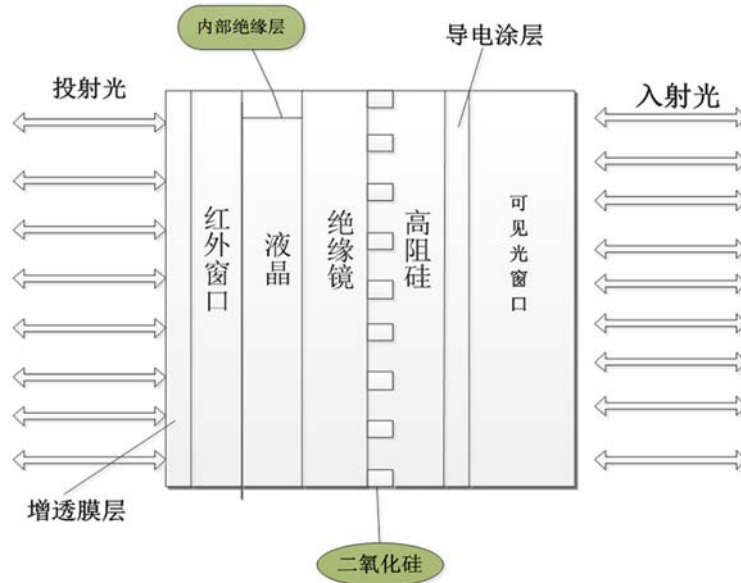 内部绝缘层
导电涂层
投射光
入射光
红外窗口
液晶
绝缘镜
高阻硅
可见光窗口
增透膜层
二氧化硅